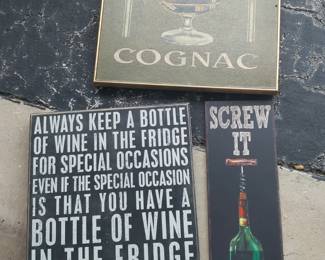 COGNAC
ALWAYS KEEP A BOTTLE
OF WINE IN THE FRIDGE
FOR SPECIAL OCCASIONS
EVEN IF THE SPECIAL OCCASION
IS THAT YOU HAVE A
BOTTLE OF WINE
IN THE FRIDGE
SCREW
IT